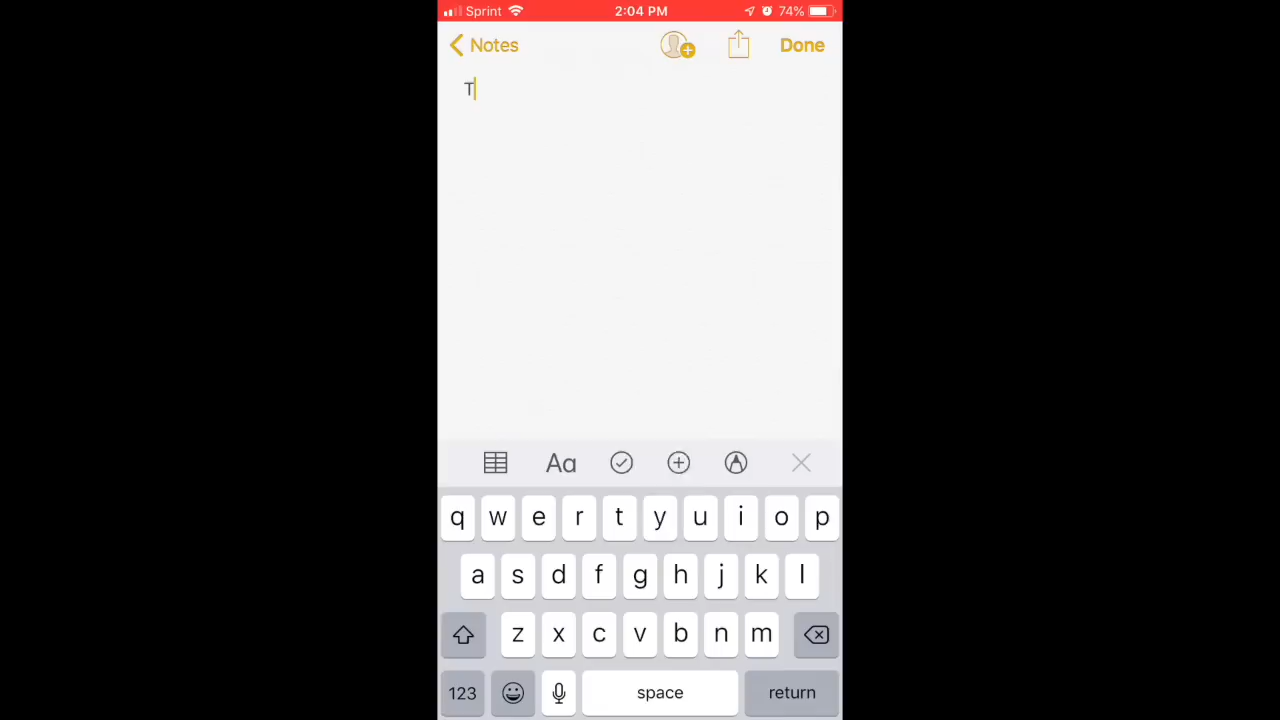 Sprint 2:04 PM 74%
Notes Done
T
Aa
q w e r t y u i o p
a s d f g h j k l
z x c v b n m
123 space return